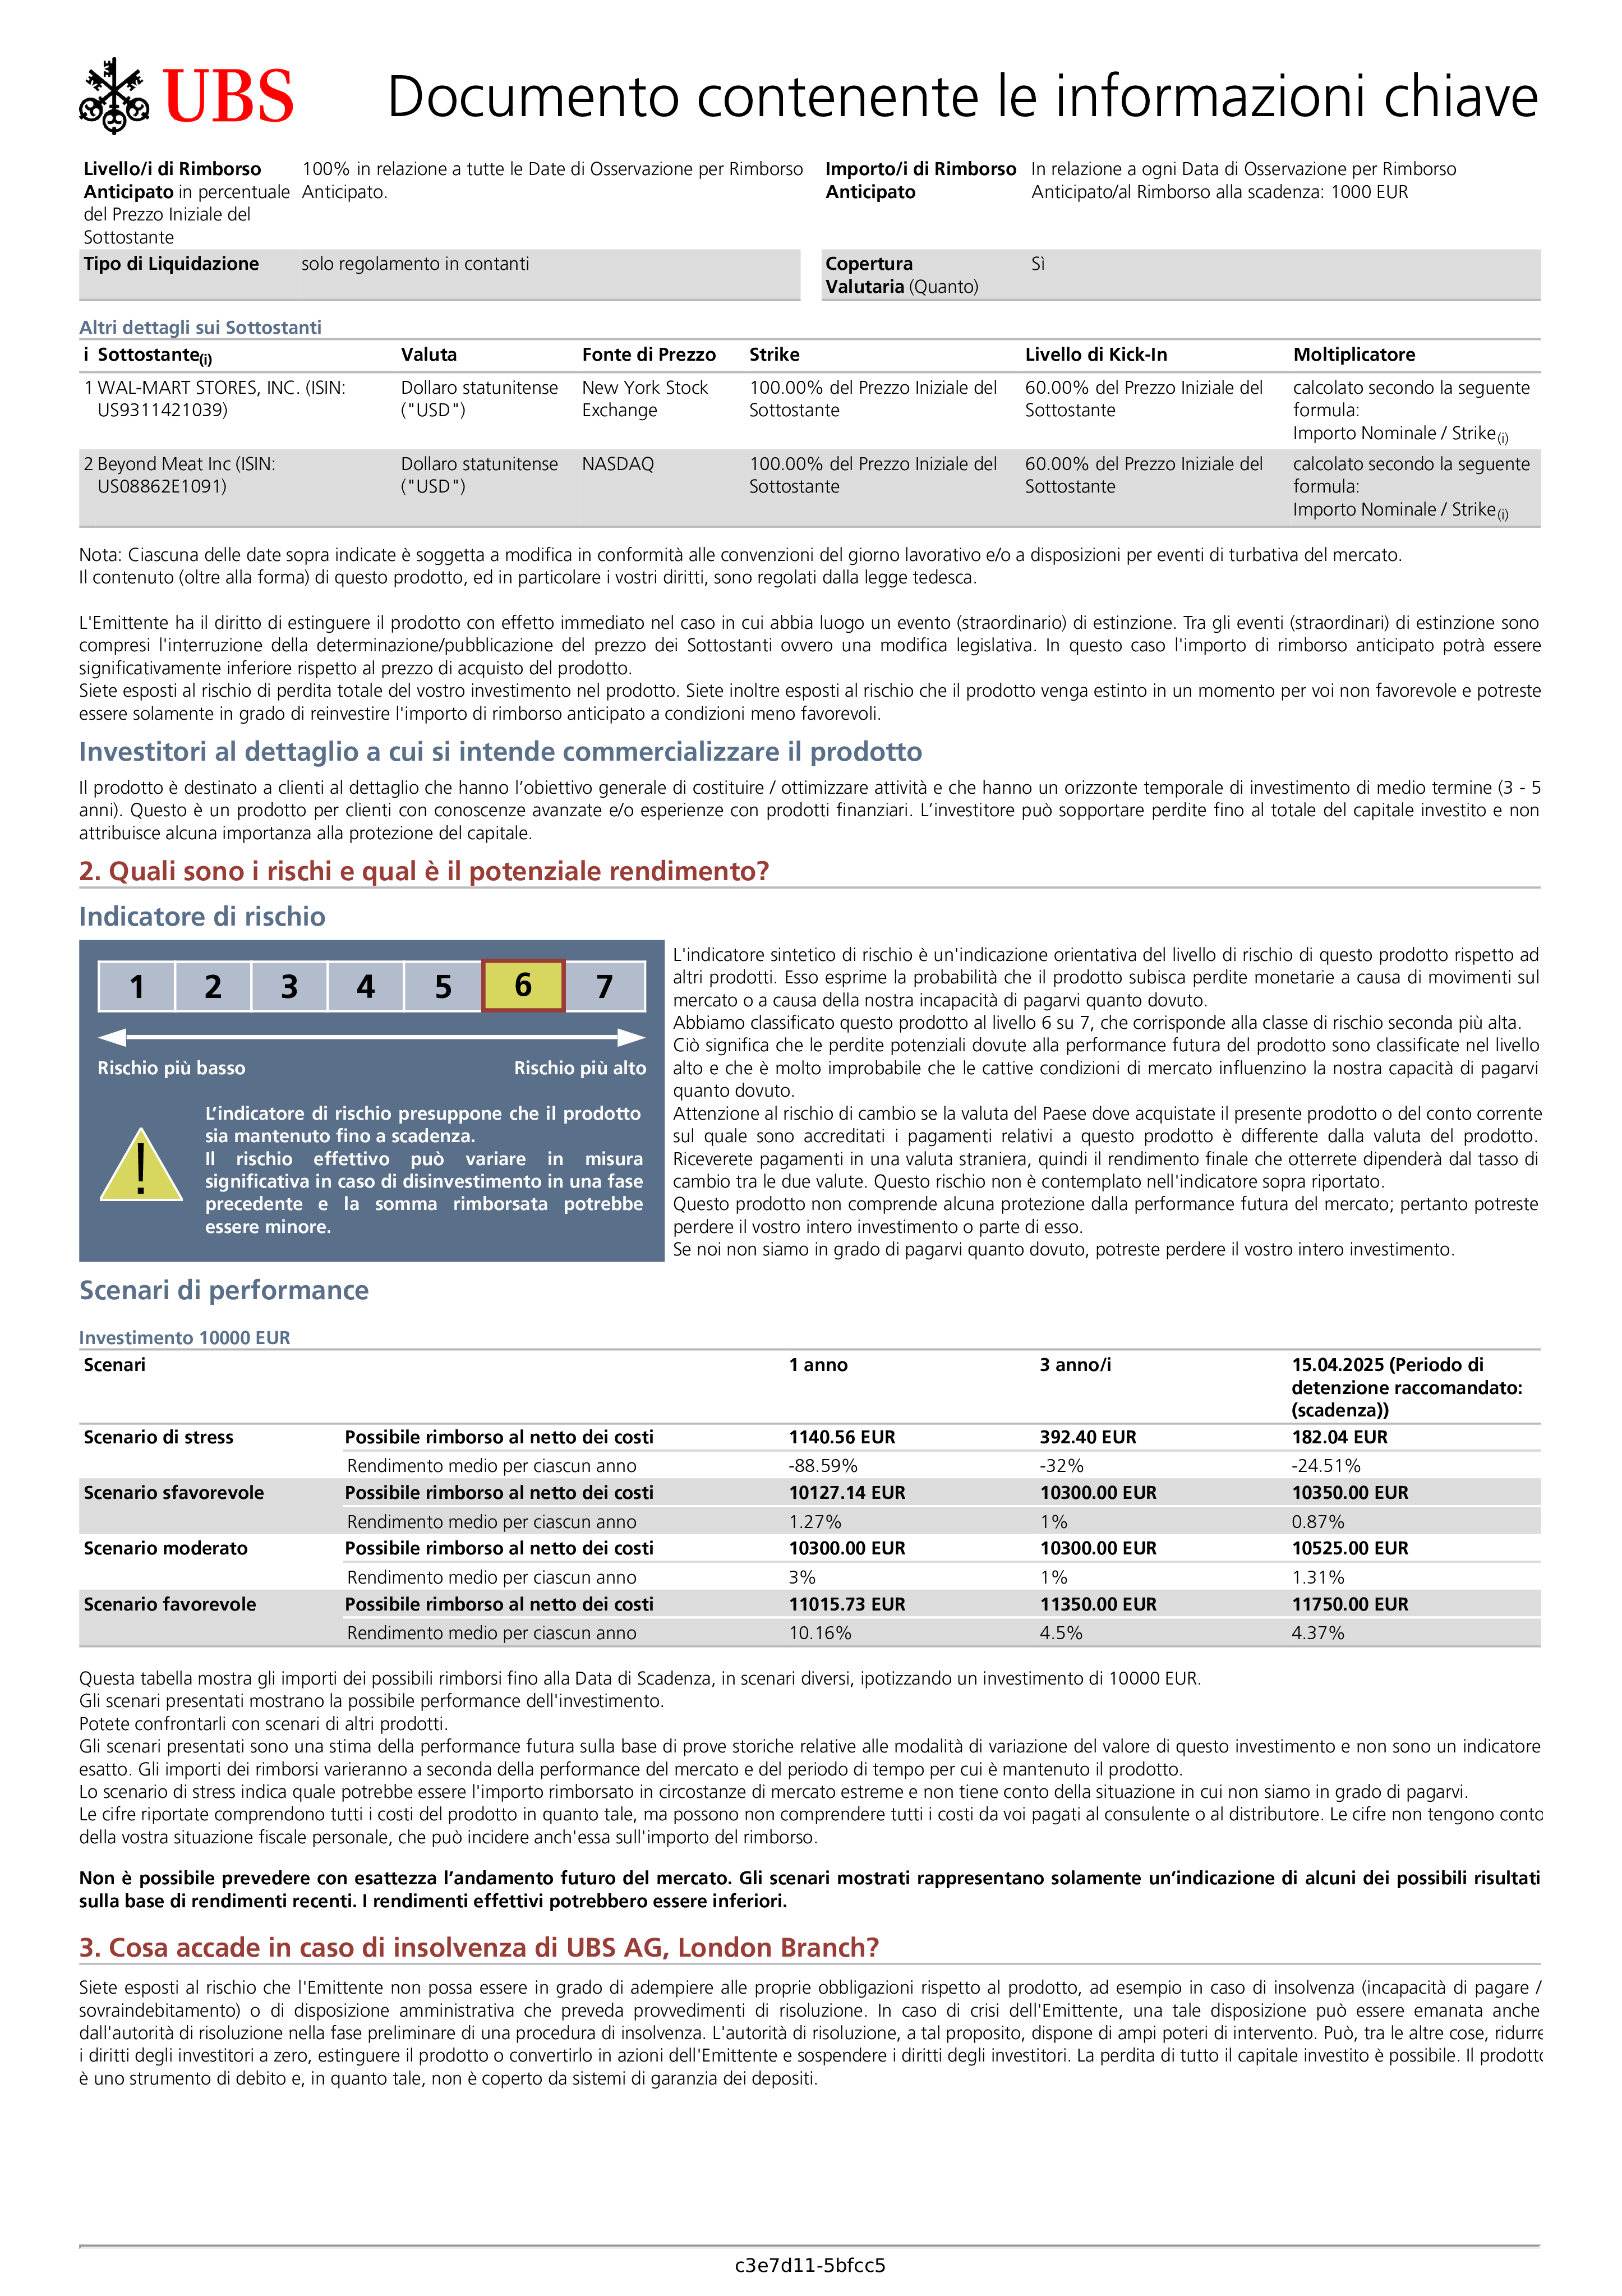 UBS
Documento contenente le informazioni chiave
Livello/i di Rimborso Anticipato in percentuale del Prezzo Iniziale del Sottostante
100% in relazione a tutte le Date di Osservazione per Rimborso Anticipato.
Importo/i di Rimborso Anticipato
In relazione a ogni Data di Osservazione per Rimborso Anticipato/al Rimborso alla scadenza: 1000 EUR
Tipo di Liquidazione
solo regolamento in contanti
Copertura Valutaria (Quanto)
Sì
Altri dettagli sui Sottostanti
i Sottostante(i) Valuta Fonte di Prezzo Strike Livello di Kick-In Moltiplicatore
1 WAL-MART STORES, INC. (ISIN: US9311421039) Dollaro statunitense ("USD") New York Stock Exchange 100.00% del Prezzo Iniziale del Sottostante 60.00% del Prezzo Iniziale del Sottostante calcolato secondo la seguente formula: Importo Nominale / Strike(i)
2 Beyond Meat Inc (ISIN: US08862E1091) Dollaro statunitense ("USD") NASDAQ 100.00% del Prezzo Iniziale del Sottostante 60.00% del Prezzo Iniziale del Sottostante calcolato secondo la seguente formula: Importo Nominale / Strike(i)
Nota: Ciascuna delle date sopra indicate è soggetta a modifica in conformità alle convenzioni del giorno lavorativo e/o a disposizioni per eventi di turbativa del mercato.
Il contenuto (oltre alla forma) di questo prodotto, ed in particolare i vostri diritti, sono regolati dalla legge tedesca.
L'Emittente ha il diritto di estinguere il prodotto con effetto immediato nel caso in cui abbia luogo un evento (straordinario) di estinzione. Tra gli eventi (straordinari) di estinzione sono
compresi l'interruzione della determinazione/pubblicazione del prezzo dei Sottostanti ovvero una modifica legislativa. In questo caso l'importo di rimborso anticipato potrà essere
significativamente inferiore rispetto al prezzo di acquisto del prodotto.
Siete esposti al rischio di perdita totale del vostro investimento nel prodotto. Siete inoltre esposti al rischio che il prodotto venga estinto in un momento per voi non favorevole e potreste
essere solamente in grado di reinvestire l'importo di rimborso anticipato a condizioni meno favorevoli.
Investitori al dettaglio a cui si intende commercializzare il prodotto
Il prodotto è destinato a clienti al dettaglio che hanno l’obiettivo generale di costituire / ottimizzare attività e che hanno un orizzonte temporale di investimento di medio termine (3 - 5
anni). Questo è un prodotto per clienti con conoscenze avanzate e/o esperienze con prodotti finanziari. L’investitore può sopportare perdite fino al totale del capitale investito e non
attribuisce alcuna importanza alla protezione del capitale.
2. Quali sono i rischi e qual è il potenziale rendimento?
Indicatore di rischio
1 2 3 4 5 6 7
Rischio più basso Rischio più alto
L’indicatore di rischio presuppone che il prodotto
sia mantenuto fino a scadenza.
Il rischio effettivo può variare in misura
significativa in caso di disinvestimento in una fase
precedente e la somma rimborsata potrebbe
essere minore.
L'indicatore sintetico di rischio è un'indicazione orientativa del livello di rischio di questo prodotto rispetto ad
altri prodotti. Esso esprime la probabilità che il prodotto subisca perdite monetarie a causa di movimenti sul
mercato o a causa della nostra incapacità di pagarvi quanto dovuto.
Abbiamo classificato questo prodotto al livello 6 su 7, che corrisponde alla classe di rischio seconda più alta.
Ciò significa che le perdite potenziali dovute alla performance futura del prodotto sono classificate nel livello
alto e che è molto improbabile che le cattive condizioni di mercato influenzino la nostra capacità di pagarvi
quanto dovuto.
Attenzione al rischio di cambio se la valuta del Paese dove acquistate il presente prodotto o del conto corrente
sul quale sono accreditati i pagamenti relativi a questo prodotto è differente dalla valuta del prodotto.
Riceverete pagamenti in una valuta straniera, quindi il rendimento finale che otterrete dipenderà dal tasso di
cambio tra le due valute. Questo rischio non è contemplato nell'indicatore sopra riportato.
Questo prodotto non comprende alcuna protezione dalla performance futura del mercato; pertanto potreste
perdere il vostro intero investimento o parte di esso.
Se noi non siamo in grado di pagarvi quanto dovuto, potreste perdere il vostro intero investimento.
Scenari di performance
Investimento 10000 EUR
Scenari 1 anno 3 anno/i 15.04.2025 (Periodo di detenzione raccomandato: (scadenza))
Scenario di stress Possibile rimborso al netto dei costi 1140.56 EUR 392.40 EUR 182.04 EUR
Rendimento medio per ciascun anno -88.59% -32% -24.51%
Scenario sfavorevole Possibile rimborso al netto dei costi 10127.14 EUR 10300.00 EUR 10350.00 EUR
Rendimento medio per ciascun anno 1.27% 1% 0.87%
Scenario moderato Possibile rimborso al netto dei costi 10300.00 EUR 10300.00 EUR 10525.00 EUR
Rendimento medio per ciascun anno 3% 1% 1.31%
Scenario favorevole Possibile rimborso al netto dei costi 11015.73 EUR 11350.00 EUR 11750.00 EUR
Rendimento medio per ciascun anno 10.16% 4.5% 4.37%
Questa tabella mostra gli importi dei possibili rimborsi fino alla Data di Scadenza, in scenari diversi, ipotizzando un investimento di 10000 EUR.
Gli scenari presentati mostrano la possibile performance dell'investimento.
Potete confrontarli con scenari di altri prodotti.
Gli scenari presentati sono una stima della performance futura sulla base di prove storiche relative alle modalità di variazione del valore di questo investimento e non sono un indicatore
esatto. Gli importi dei rimborsi varieranno a seconda della performance del mercato e del periodo di tempo per cui è mantenuto il prodotto.
Lo scenario di stress indica quale potrebbe essere l'importo rimborsato in circostanze di mercato estreme e non tiene conto della situazione in cui non siamo in grado di pagarvi.
Le cifre riportate comprendono tutti i costi del prodotto in quanto tale, ma possono non comprendere tutti i costi da voi pagati al consulente o al distributore. Le cifre non tengono conto
della vostra situazione fiscale personale, che può incidere anch'essa sull'importo del rimborso.
Non è possibile prevedere con esattezza l’andamento futuro del mercato. Gli scenari mostrati rappresentano solamente un’indicazione di alcuni dei possibili risultati
sulla base di rendimenti recenti. I rendimenti effettivi potrebbero essere inferiori.
3. Cosa accade in caso di insolvenza di UBS AG, London Branch?
Siete esposti al rischio che l'Emittente non possa essere in grado di adempiere alle proprie obbligazioni rispetto al prodotto, ad esempio in caso di insolvenza (incapacità di pagare /
sovraindebitamento) o di disposizione amministrativa che preveda provvedimenti di risoluzione. In caso di crisi dell'Emittente, una tale disposizione può essere emanata anche
dall'autorità di risoluzione nella fase preliminare di una procedura di insolvenza. L'autorità di risoluzione, a tal proposito, dispone di ampi poteri di intervento. Può, tra le altre cose, ridurre
i diritti degli investitori a zero, estinguere il prodotto o convertirlo in azioni dell'Emittente e sospendere i diritti degli investitori. La perdita di tutto il capitale investito è possibile. Il prodotto
è uno strumento di debito e, in quanto tale, non è coperto da sistemi di garanzia dei depositi.
c3e7d11-5bfcc5